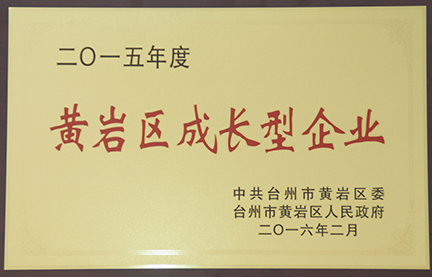 二〇一五年度
黄岩区成长型企业
中共台州市黄岩区委
台州市黄岩区人民政府
二〇一六年二月